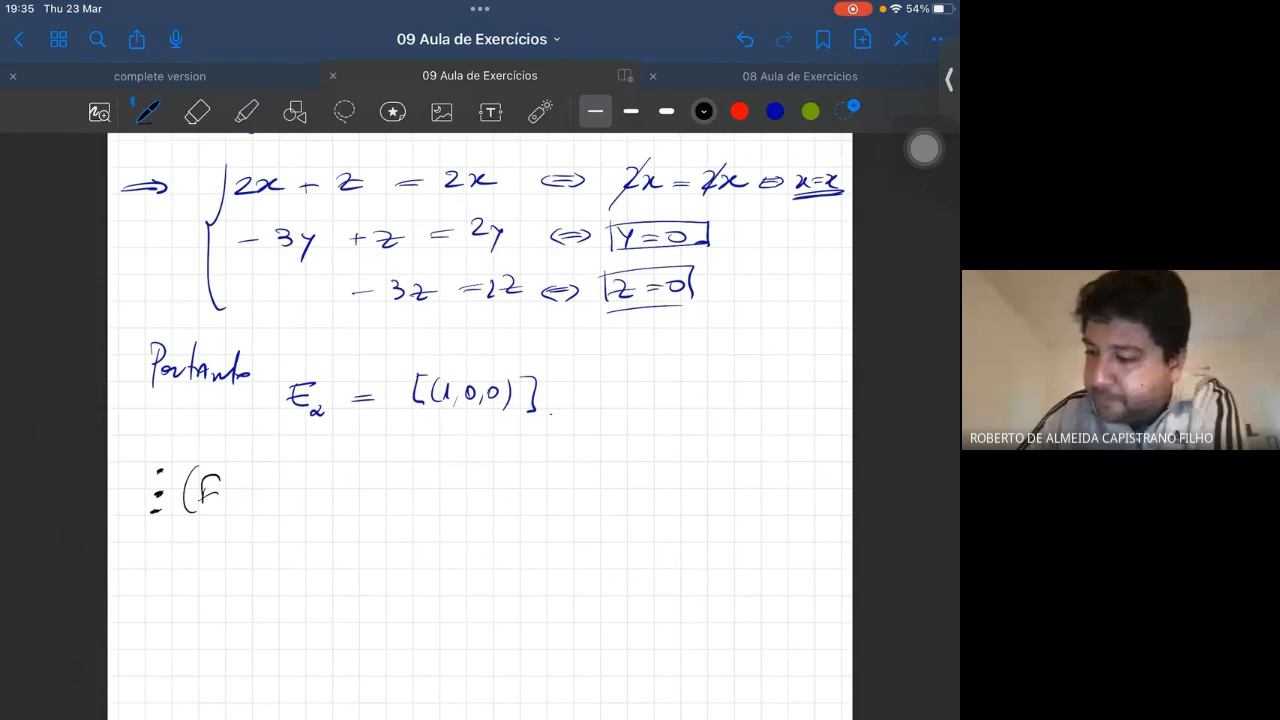 19:35 Thu 23 Mar
54%
09 Aula de Exercícios
complete version
09 Aula de Exercícios
08 Aula de Exercícios
⇒ 2x + z = 2x ⇔ 2x = 2x ⇔ x=x
- 3y + z = 2y ⇔ y = 0
- 3z = 2z ⇔ z = 0
Portanto
E₂ = [(1,0,0)].
⋮ (F
ROBERTO DE ALMEIDA CAPISTRANO FILHO